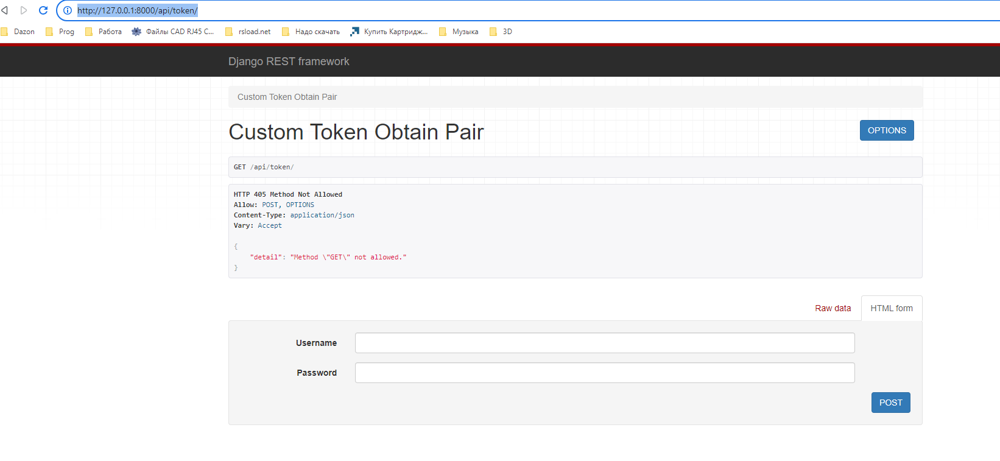 http://127.0.0.1:8000/api/token/
Dazon Prog Работа Файлы CAD RJ45 C... rsload.net Надо скачать Купить Картридж... Музыка 3D
Django REST framework
Custom Token Obtain Pair
Custom Token Obtain Pair
OPTIONS
GET /api/token/
HTTP 405 Method Not Allowed
Allow: POST, OPTIONS
Content-Type: application/json
Vary: Accept
{
"detail": "Method \"GET\" not allowed."
}
Raw data HTML form
Username
Password
POST